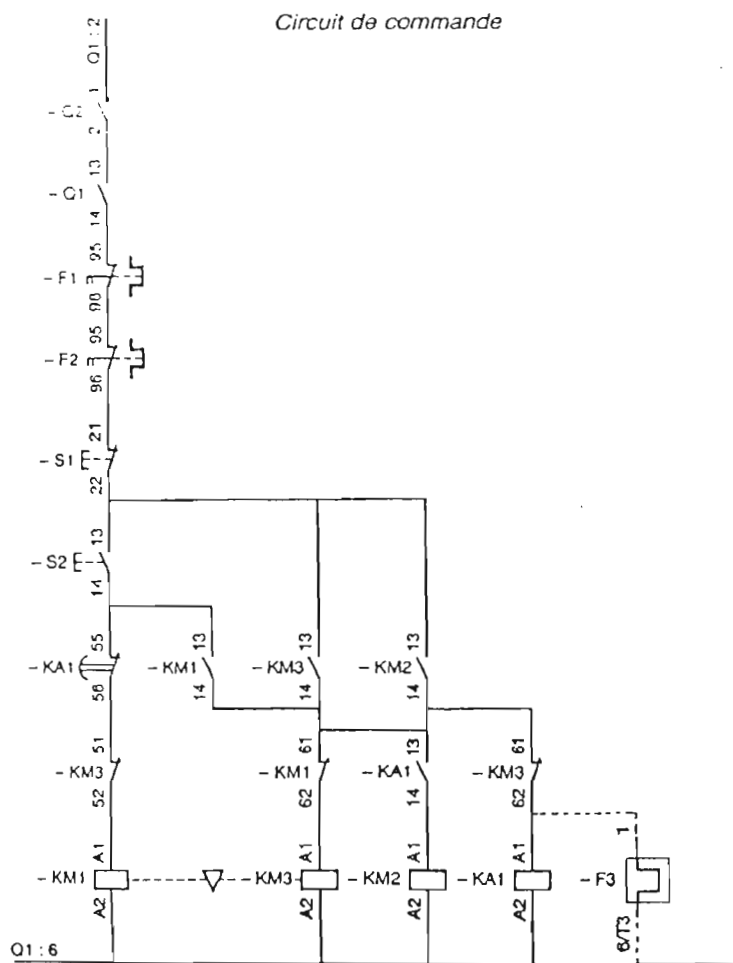 Circuit de commande
Q1 : 2
1
- Q2
2
13
- Q1
14
95
- F1
96
95
- F2
96
21
- S1
22
13
- S2
14
55
13
13
13
- KA1
- KM1
- KM3
- KM2
56
14
14
14
51
61
13
61
- KM3
- KM1
- KA1
- KM3
52
62
14
62
1
A1
A1
A1
A1
- KM1
- KM3
- KM2
- KA1
- F3
A2
A2
A2
A2
6/T3
Q1 : 6